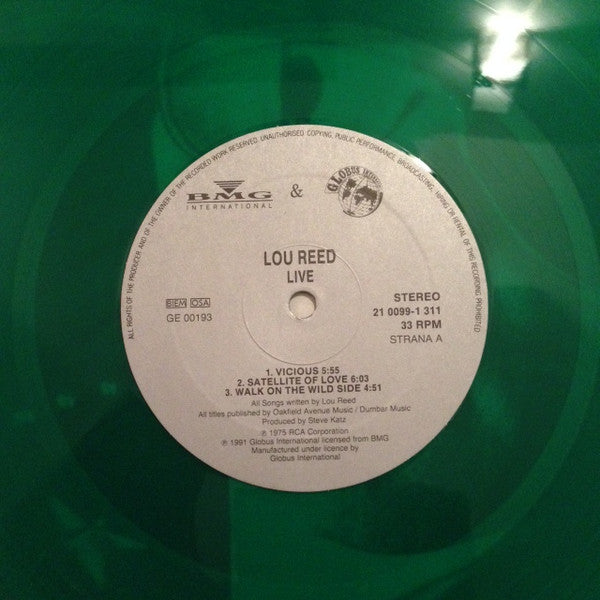 ALL RIGHTS OF THE PRODUCER AND OF THE OWNER OF THE RECORDED WORK RESERVED. UNAUTHORISED COPYING, PUBLIC PERFORMANCE, BROADCASTING, HIRING OR RENTAL OF THIS RECORDING PROHIBITED.
BMG
INTERNATIONAL
&
GLOBUS INTERNATIONAL
LOU REED
LIVE
BIEM OSA
GE 00193
STEREO
21 0099-1 311
33 RPM
STRANA A
1. VICIOUS 5:55
2. SATELLITE OF LOVE 6:03
3. WALK ON THE WILD SIDE 4:51
All Songs written by Lou Reed
All titles published by Oakfield Avenue Music / Dumbar Music
Produced by Steve Katz
℗ 1975 RCA Corporation
℗ 1991 Globus International licensed from BMG
Manufactured under licence by
Globus International